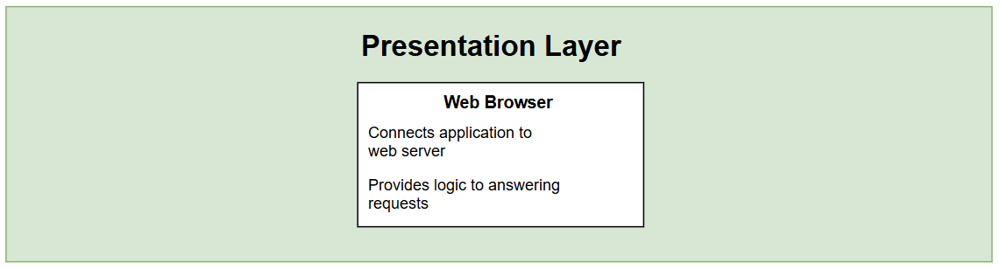 Presentation Layer
Web Browser
Connects application to
web server
Provides logic to answering
requests